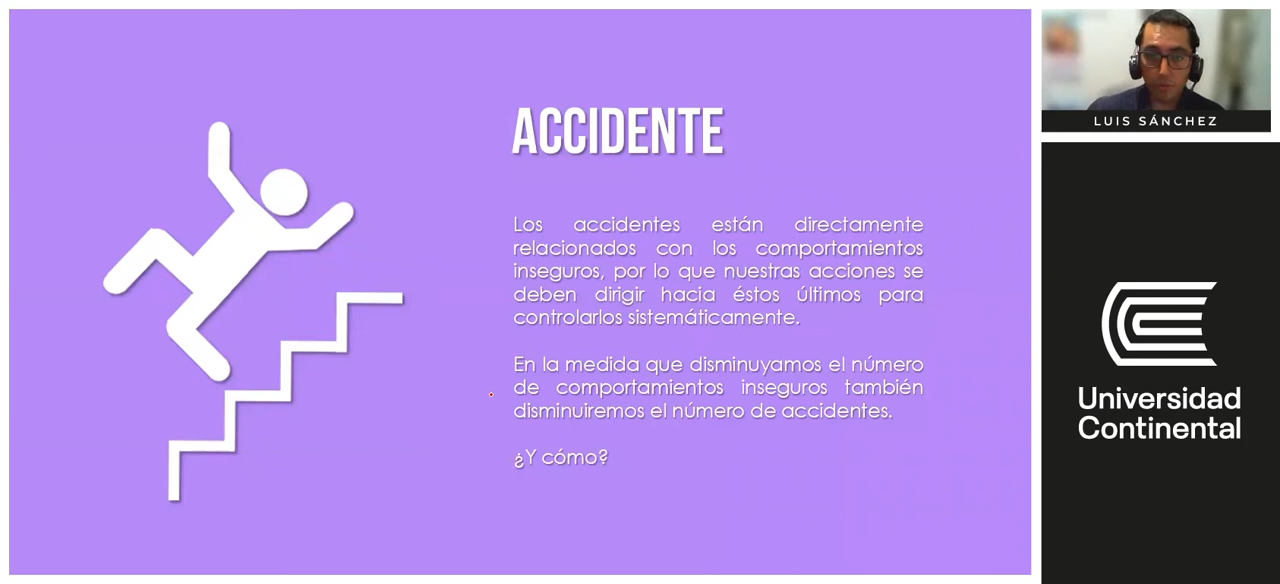 ACCIDENTE
Los accidentes están directamente
relacionados con los comportamientos
inseguros, por lo que nuestras acciones se
deben dirigir hacia éstos últimos para
controlarlos sistemáticamente.
En la medida que disminuyamos el número
de comportamientos inseguros también
disminuiremos el número de accidentes.
¿Y cómo?
LUIS SÁNCHEZ
Universidad
Continental